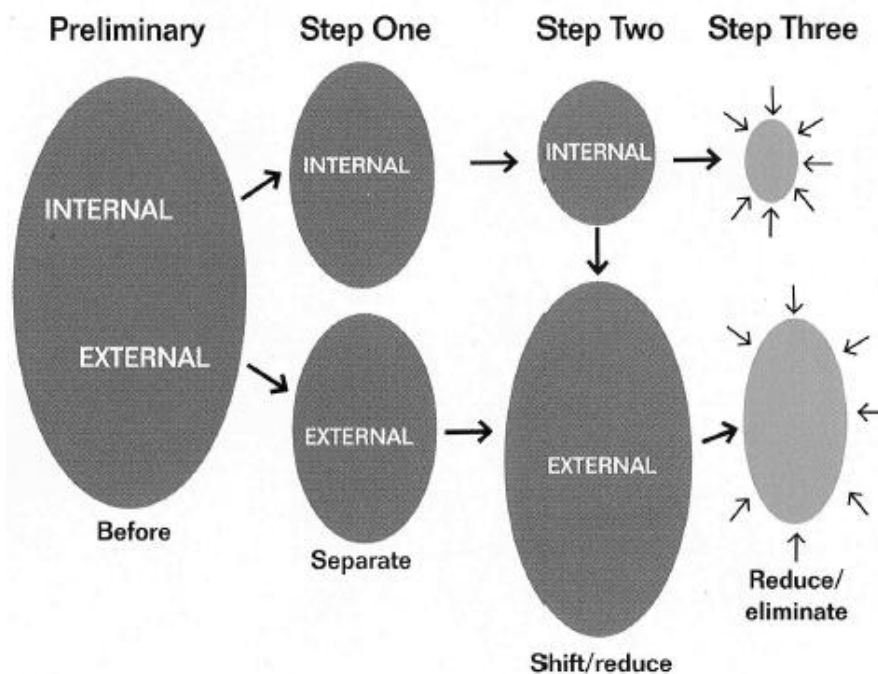 Preliminary
Step One
Step Two
Step Three
INTERNAL
EXTERNAL
Before
INTERNAL
EXTERNAL
Separate
INTERNAL
EXTERNAL
Shift/reduce
Reduce/
eliminate